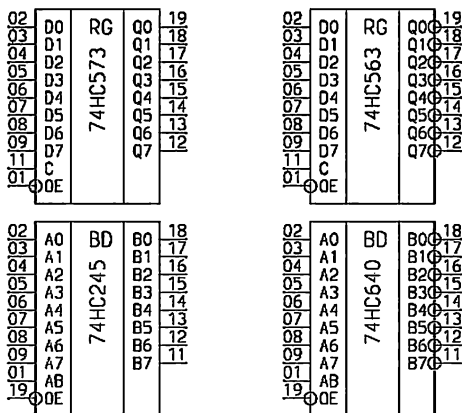 02 D0 RG Q0 19
03 D1 Q1 18
04 D2 Q2 17
05 D3 Q3 16
06 D4 Q4 15
07 D5 Q5 14
08 D6 Q6 13
09 D7 Q7 12
11 C
01 OE
74HC573
02 D0 RG Q0 19
03 D1 Q1 18
04 D2 Q2 17
05 D3 Q3 16
06 D4 Q4 15
07 D5 Q5 14
08 D6 Q6 13
09 D7 Q7 12
11 C
01 OE
74HC563
02 A0 BD B0 18
03 A1 B1 17
04 A2 B2 16
05 A3 B3 15
06 A4 B4 14
07 A5 B5 13
08 A6 B6 12
09 A7 B7 11
01 AB
19 OE
74HC245
02 A0 BD B0 18
03 A1 B1 17
04 A2 B2 16
05 A3 B3 15
06 A4 B4 14
07 A5 B5 13
08 A6 B6 12
09 A7 B7 11
01 AB
19 OE
74HC640